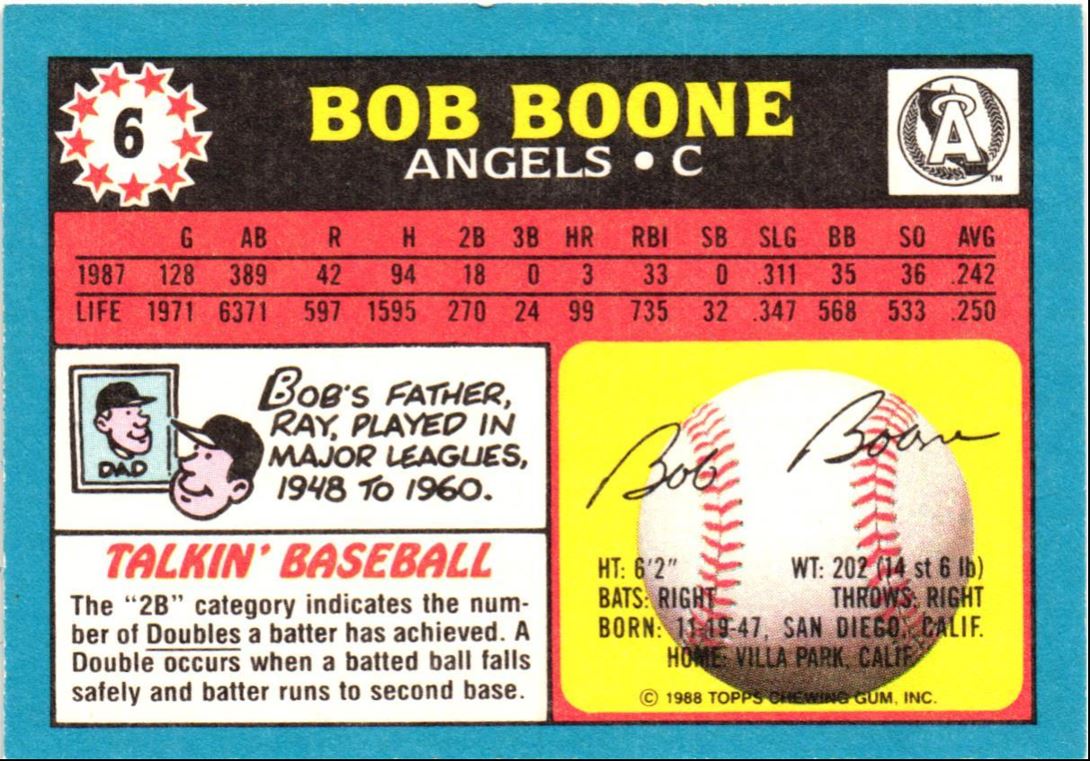 6
BOB BOONE
ANGELS • C
A
TM
G AB R H 2B 3B HR RBI SB SLG BB SO AVG
1987 128 389 42 94 18 0 3 33 0 .311 35 36 .242
LIFE 1971 6371 597 1595 270 24 99 735 32 .347 568 533 .250
DAD
BOB'S FATHER,
RAY, PLAYED IN
MAJOR LEAGUES,
1948 TO 1960.
TALKIN' BASEBALL
The "2B" category indicates the num-
ber of Doubles a batter has achieved. A
Double occurs when a batted ball falls
safely and batter runs to second base.
Bob Boone
HT: 6'2" WT: 202 (14 st 6 lb)
BATS: RIGHT THROWS: RIGHT
BORN: 11-19-47, SAN DIEGO, CALIF.
HOME: VILLA PARK, CALIF.
© 1988 TOPPS CHEWING GUM, INC.